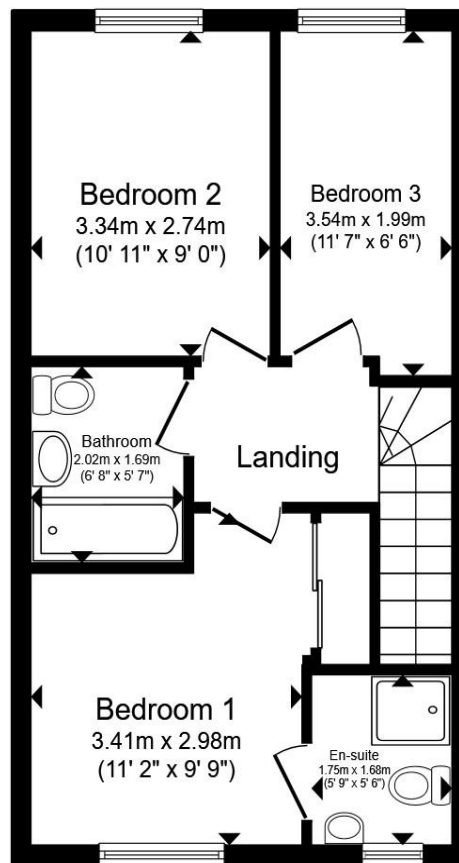 Bedroom 2
3.34m x 2.74m
(10' 11" x 9' 0")
Bedroom 3
3.54m x 1.99m
(11' 7" x 6' 6")
Bathroom
2.02m x 1.69m
(6' 8" x 5' 7")
Landing
Bedroom 1
3.41m x 2.98m
(11' 2" x 9' 9")
En-suite
1.75m x 1.68m
(5' 9" x 5' 6")